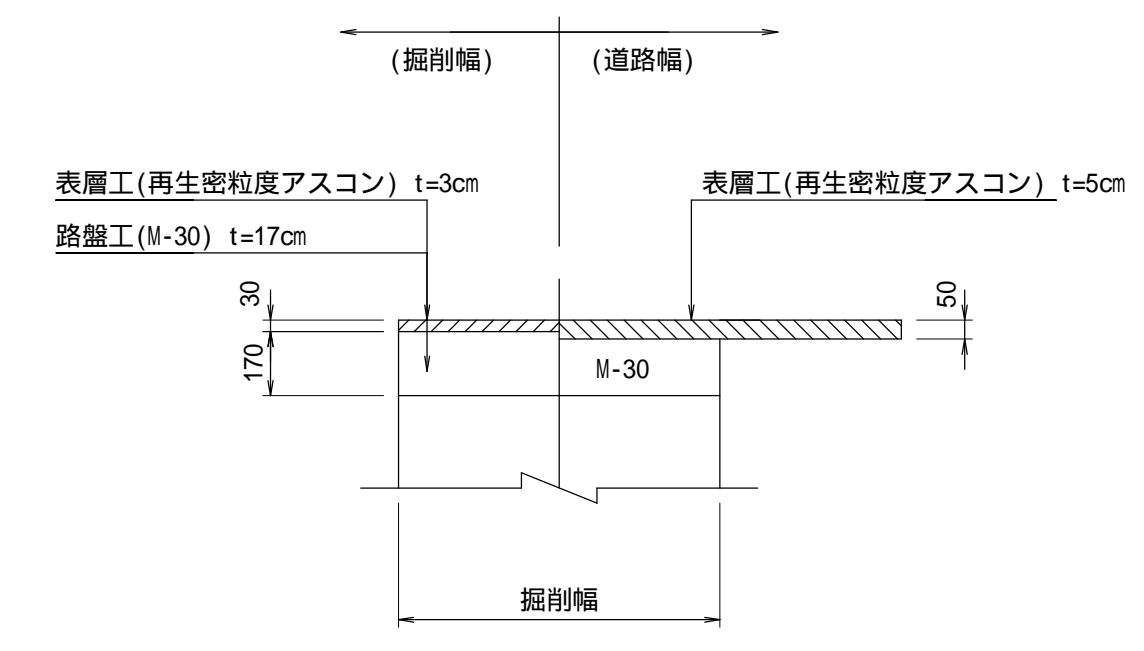 (掘削幅) (道路幅)
表層工(再生密粒度アスコン) t=3cm
表層工(再生密粒度アスコン) t=5cm
路盤工(M-30) t=17cm
30
50
170
M-30
掘削幅